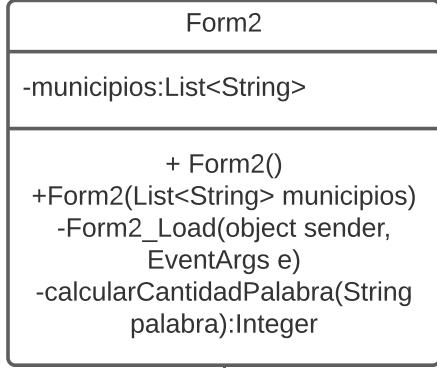 Form2
-municipios:List<String>
+ Form2()
+Form2(List<String> municipios)
-Form2_Load(object sender,
EventArgs e)
-calcularCantidadPalabra(String
palabra):Integer